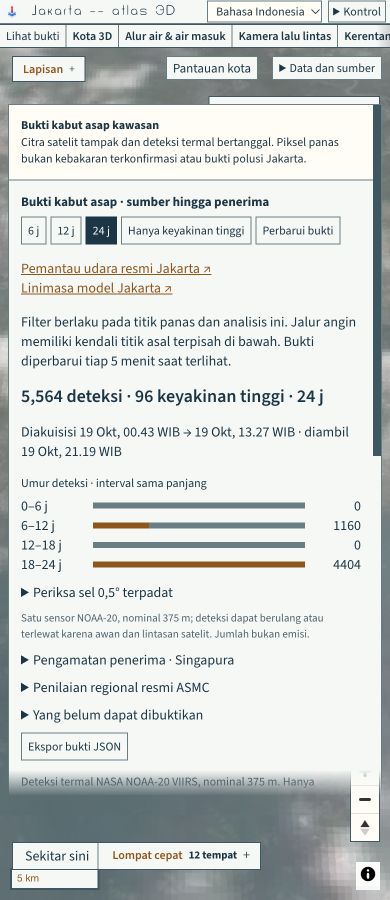 Jakarta -- atlas 3D
Bahasa Indonesia
Kontrol
Lihat bukti
Kota 3D
Alur air & air masuk
Kamera lalu lintas
Kerentan
Lapisan +
Pantauan kota
Data dan sumber
Bukti kabut asap kawasan
Citra satelit tampak dan deteksi termal bertanggal. Piksel panas
bukan kebakaran terkonfirmasi atau bukti polusi Jakarta.
Bukti kabut asap · sumber hingga penerima
6 j
12 j
24 j
Hanya keyakinan tinggi
Perbarui bukti
Pemantau udara resmi Jakarta ↗
Linimasa model Jakarta ↗
Filter berlaku pada titik panas dan analisis ini. Jalur angin
memiliki kendali titik asal terpisah di bawah. Bukti
diperbarui tiap 5 menit saat terlihat.
5,564 deteksi · 96 keyakinan tinggi · 24 j
Diakuisisi 19 Okt, 00.43 WIB → 19 Okt, 13.27 WIB · diambil
19 Okt, 21.19 WIB
Umur deteksi · interval sama panjang
0–6 j 0
6–12 j 1160
12–18 j 0
18–24 j 4404
Periksa sel 0,5° terpadat
Satu sensor NOAA-20, nominal 375 m; deteksi dapat berulang atau
terlewat karena awan dan lintasan satelit. Jumlah bukan emisi.
Pengamatan penerima · Singapura
Penilaian regional resmi ASMC
Yang belum dapat dibuktikan
Ekspor bukti JSON
Deteksi termal NASA NOAA-20 VIIRS, nominal 375 m. Hanya
Sekitar sini
Lompat cepat 12 tempat +
5 km